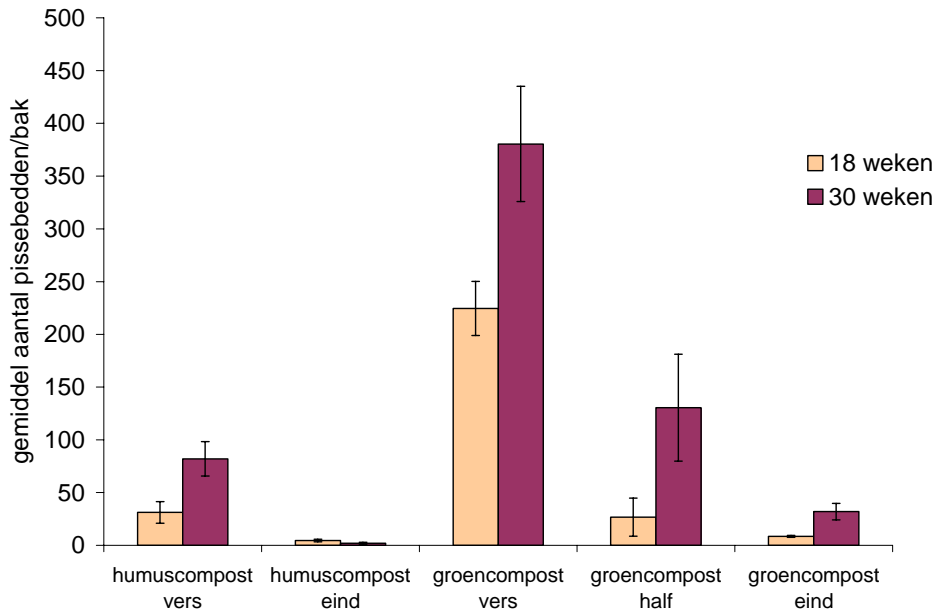 500
450
400
350
300
250
200
150
100
50
0
gemiddel aantal pissebedden/bak
18 weken
30 weken
humuscompost
vers
humuscompost
eind
groencompost
vers
groencompost
half
groencompost
eind